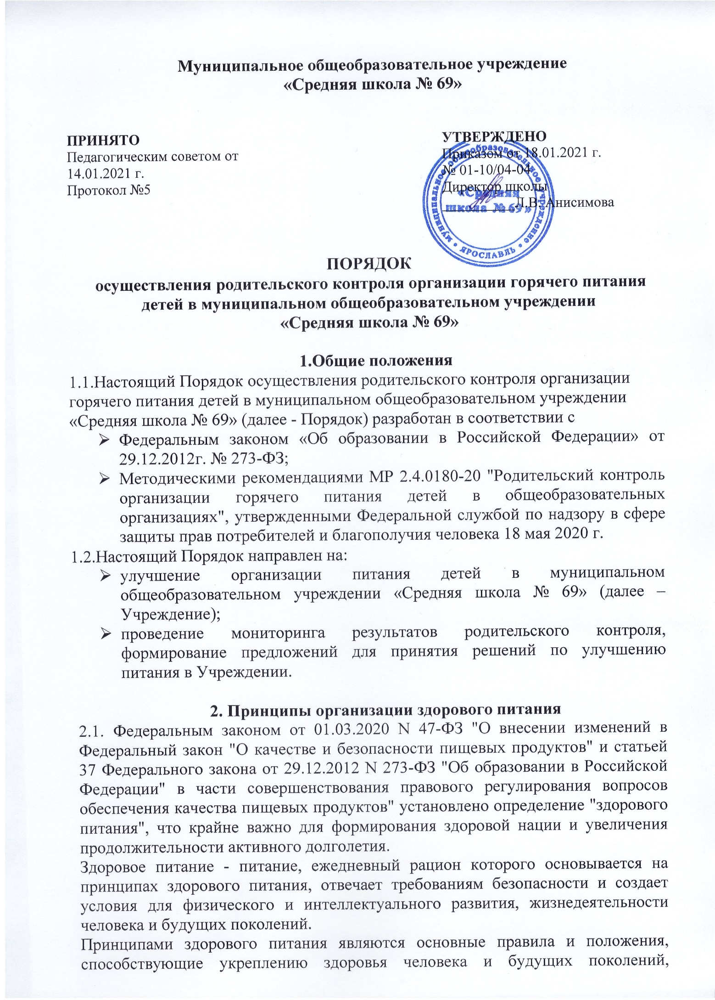 Муниципальное общеобразовательное учреждение
«Средняя школа № 69»
ПРИНЯТО
Педагогическим советом от
14.01.2021 г.
Протокол №5
УТВЕРЖДЕНО
Приказом от 18.01.2021 г.
№ 01-10/04-04
Директор школы
Л.В. Анисимова
Муниципальное общеобразовательное учреждение
«Средняя
школа № 69»
• ЯРОСЛАВЛЬ •
ПОРЯДОК
осуществления родительского контроля организации горячего питания
детей в муниципальном общеобразовательном учреждении
«Средняя школа № 69»
1.Общие положения
1.1.Настоящий Порядок осуществления родительского контроля организации
горячего питания детей в муниципальном общеобразовательном учреждении
«Средняя школа № 69» (далее - Порядок) разработан в соответствии с
➢ Федеральным законом «Об образовании в Российской Федерации» от
29.12.2012г. № 273-ФЗ;
➢ Методическими рекомендациями МР 2.4.0180-20 "Родительский контроль
организации горячего питания детей в общеобразовательных
организациях", утвержденными Федеральной службой по надзору в сфере
защиты прав потребителей и благополучия человека 18 мая 2020 г.
1.2.Настоящий Порядок направлен на:
➢ улучшение организации питания детей в муниципальном
общеобразовательном учреждении «Средняя школа № 69» (далее –
Учреждение);
➢ проведение мониторинга результатов родительского контроля,
формирование предложений для принятия решений по улучшению
питания в Учреждении.
2. Принципы организации здорового питания
2.1. Федеральным законом от 01.03.2020 N 47-ФЗ "О внесении изменений в
Федеральный закон "О качестве и безопасности пищевых продуктов" и статьей
37 Федерального закона от 29.12.2012 N 273-ФЗ "Об образовании в Российской
Федерации" в части совершенствования правового регулирования вопросов
обеспечения качества пищевых продуктов" установлено определение "здорового
питания", что крайне важно для формирования здоровой нации и увеличения
продолжительности активного долголетия.
Здоровое питание - питание, ежедневный рацион которого основывается на
принципах здорового питания, отвечает требованиям безопасности и создает
условия для физического и интеллектуального развития, жизнедеятельности
человека и будущих поколений.
Принципами здорового питания являются основные правила и положения,
способствующие укреплению здоровья человека и будущих поколений,